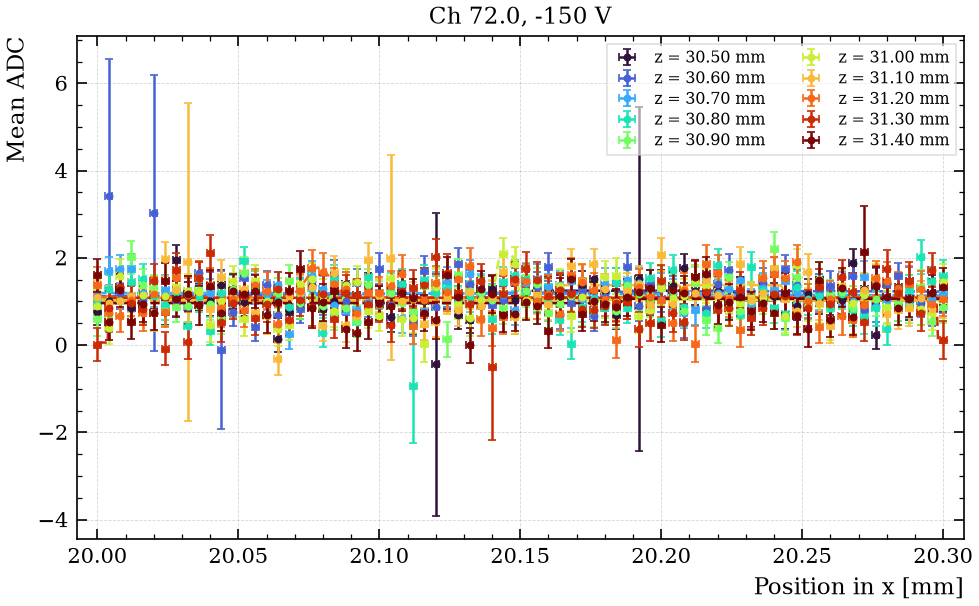 Ch 72.0, -150 V
Mean ADC
z = 30.50 mm
z = 30.60 mm
z = 30.70 mm
z = 30.80 mm
z = 30.90 mm
z = 31.00 mm
z = 31.10 mm
z = 31.20 mm
z = 31.30 mm
z = 31.40 mm
6
4
2
0
−2
−4
20.00 20.05 20.10 20.15 20.20 20.25 20.30
Position in x [mm]